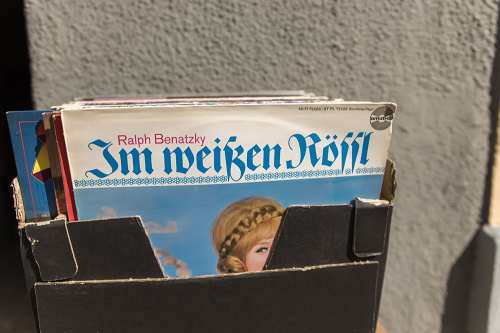 Ralph Benatzky
Im weißen Rößl